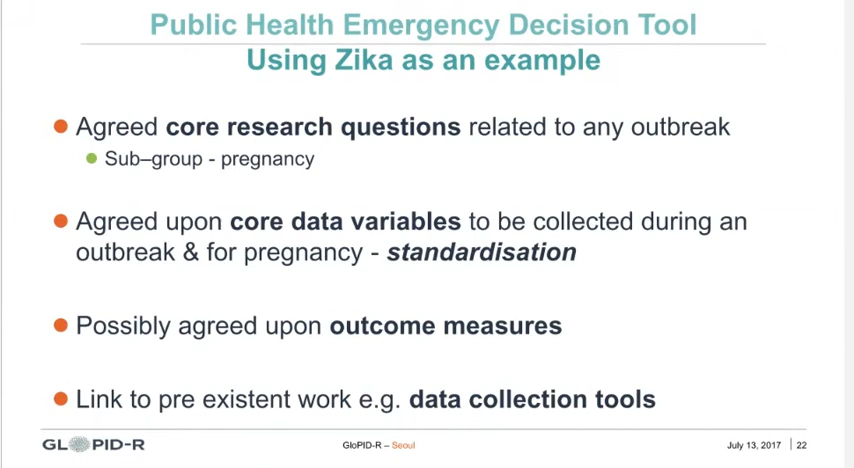 Public Health Emergency Decision Tool
Using Zika as an example
Agreed core research questions related to any outbreak
Sub–group - pregnancy
Agreed upon core data variables to be collected during an
outbreak & for pregnancy - standardisation
Possibly agreed upon outcome measures
Link to pre existent work e.g. data collection tools
GLOPID-R
GloPID-R – Seoul
July 13, 2017 | 22